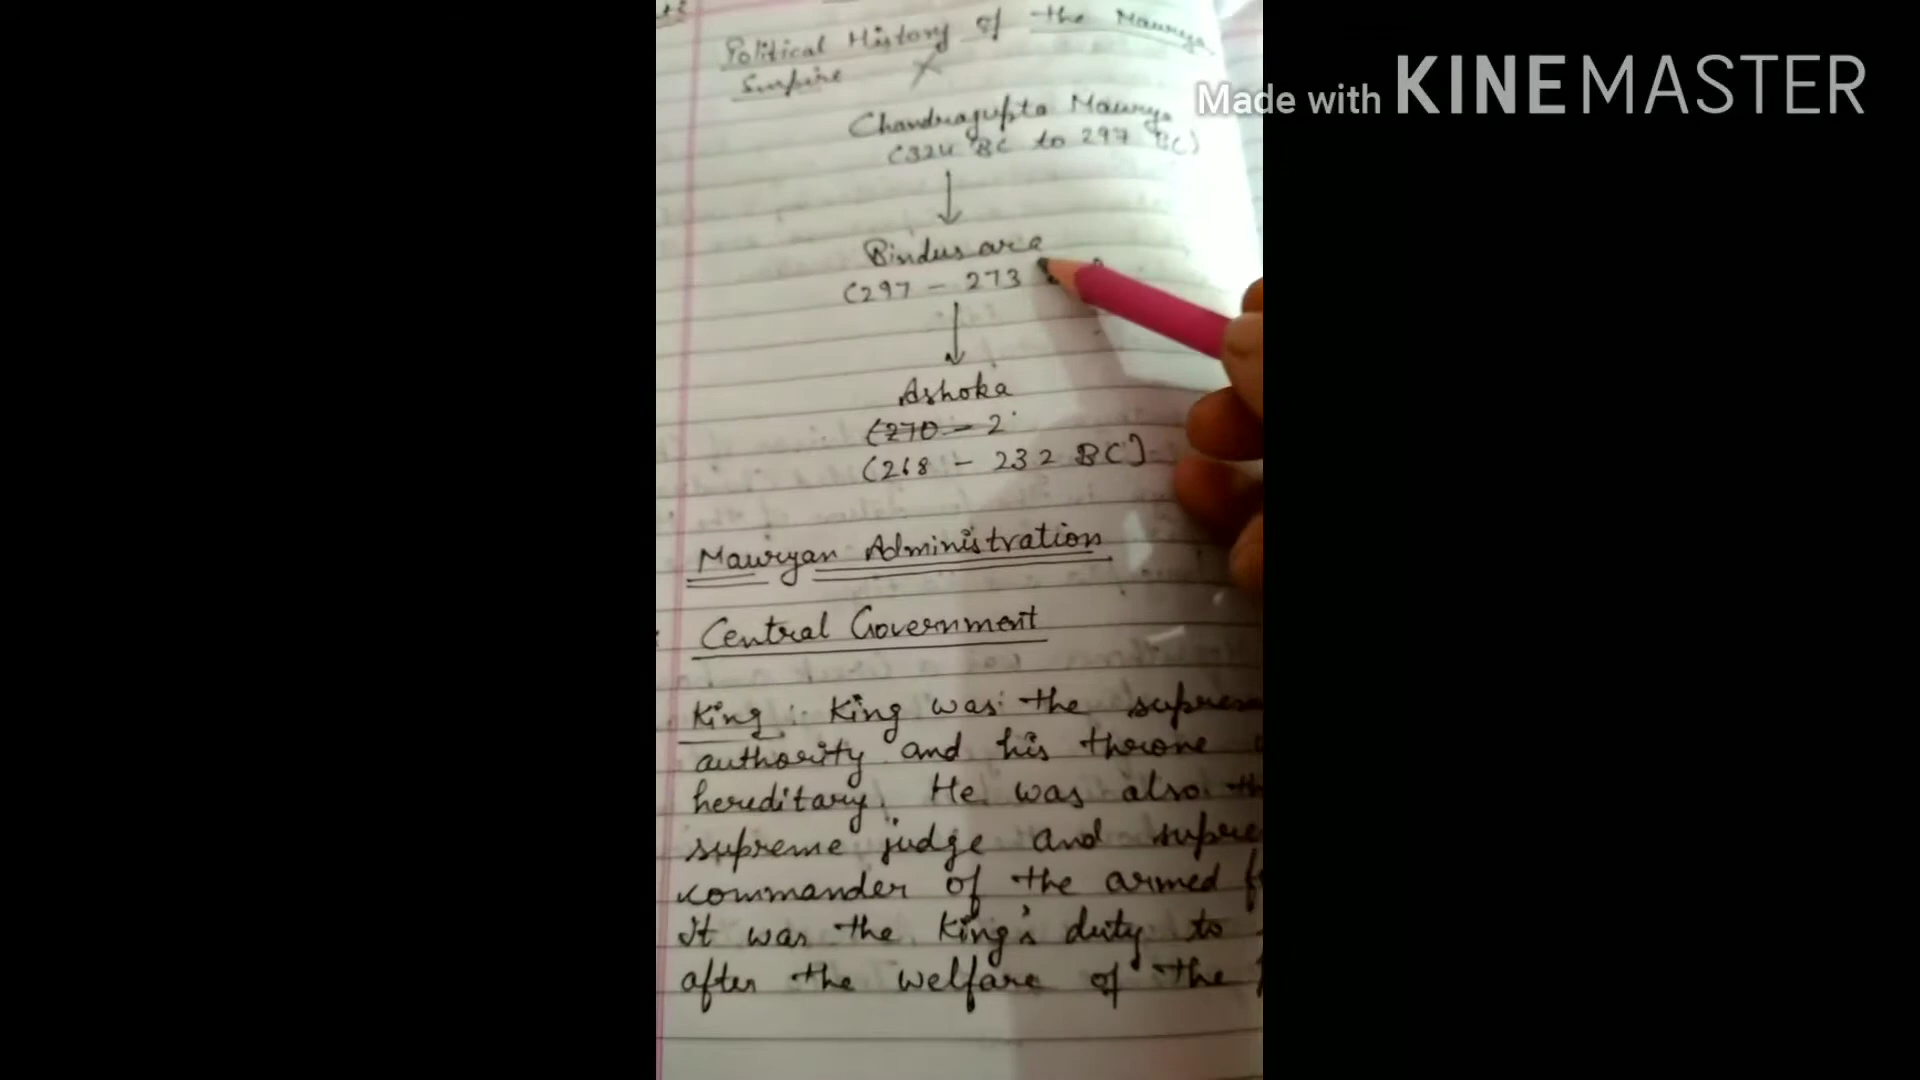 Political History of the Maurya
Empire
Made with KINEMASTER
Chandragupta Maurya
(324 BC to 297 BC)
Bindusara
(297 - 273
Ashoka
(270 - 2
(268 - 232 BC)
Mauryan Administration
Central Government
King: King was the suprem
authority and his throne
hereditary. He was also th
supreme judge and supre
commander of the armed f
it was the King's duty to
after the welfare of the